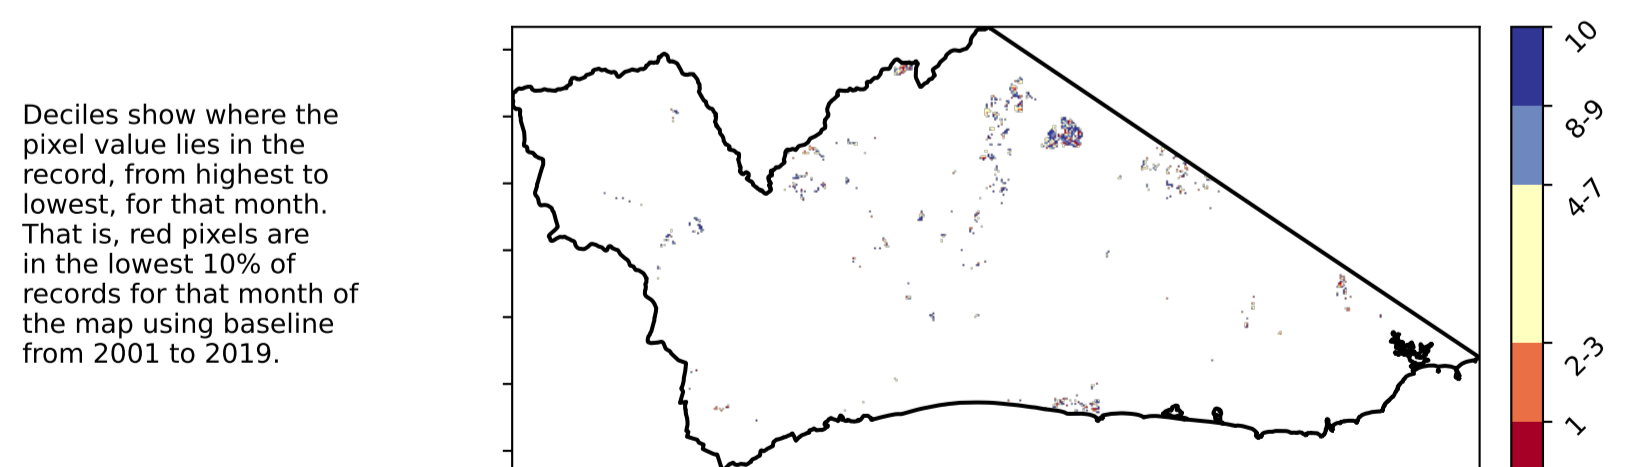 Deciles show where the
pixel value lies in the
record, from highest to
lowest, for that month.
That is, red pixels are
in the lowest 10% of
records for that month of
the map using baseline
from 2001 to 2019.
10
8-9
4-7
2-3
1